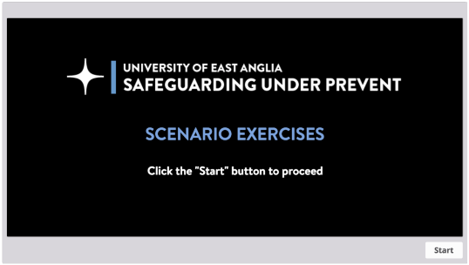 UNIVERSITY OF EAST ANGLIA
SAFEGUARDING UNDER PREVENT
SCENARIO EXERCISES
Click the "Start" button to proceed
Start